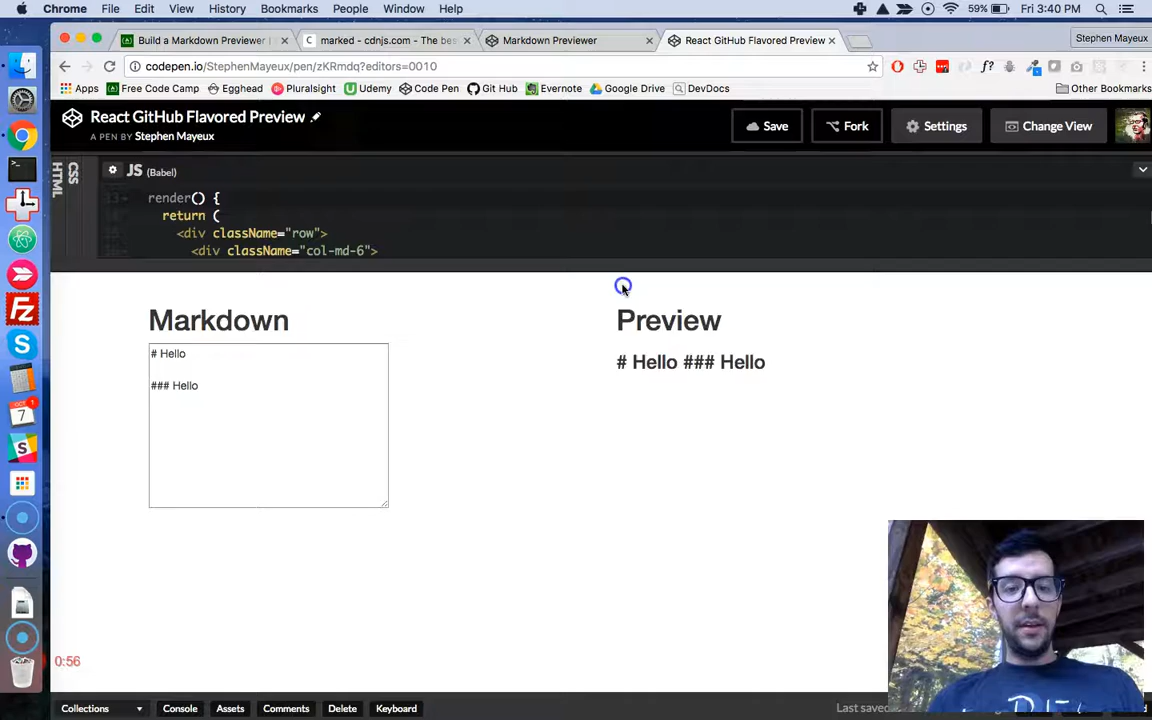 Chrome File Edit View History Bookmarks People Window Help 59% Fri 3:40 PM
Build a Markdown Previewer | marked - cdnjs.com - The bes Markdown Previewer React GitHub Flavored Preview Stephen Mayeux
codepen.io/StephenMayeux/pen/zKRmdq?editors=0010
Apps Free Code Camp Egghead Pluralsight Udemy Code Pen Git Hub Evernote Google Drive DevDocs Other Bookmarks
React GitHub Flavored Preview
A PEN BY Stephen Mayeux
Save Fork Settings Change View
HTML
CSS
JS (Babel)
13 render() {
return (
<div className="row">
<div className="col-md-6">
Markdown
# Hello
### Hello
Preview
# Hello ### Hello
0:56
Collections Console Assets Comments Delete Keyboard Last saved